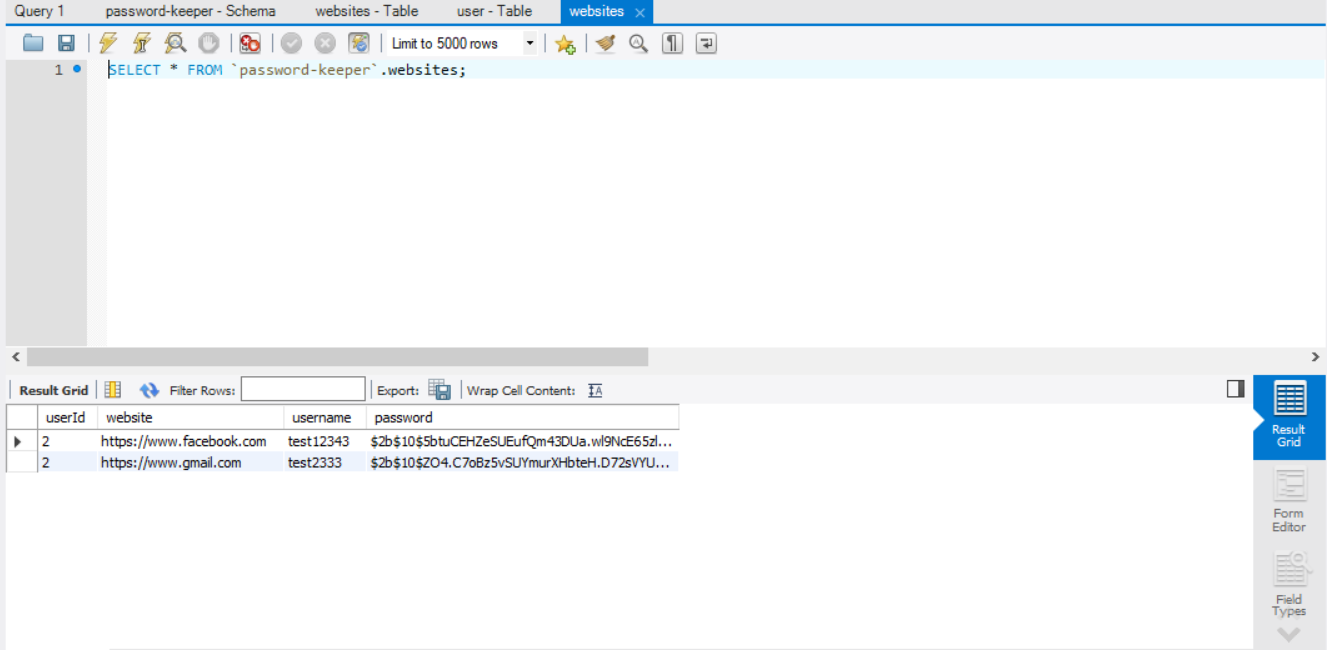 Query 1 password-keeper - Schema websites - Table user - Table websites
Limit to 5000 rows
1 SELECT * FROM `password-keeper`.websites;
Result Grid Filter Rows: Export: Wrap Cell Content:
userId website username password
2 https://www.facebook.com test12343 $2b$10$5btuCEHZeSUEufQm43DUa.wl9NcE65zl...
2 https://www.gmail.com test2333 $2b$10$ZO4.C7oBz5vSUYmurXHbteH.D72sVYU...
Result
Grid
Form
Editor
Field
Types